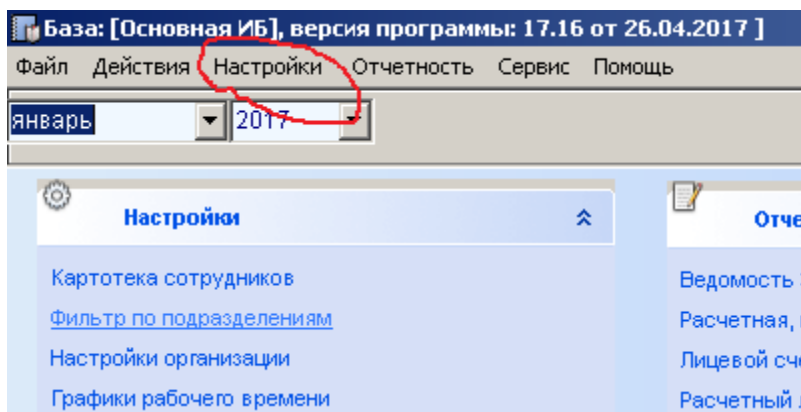 База: [Основная ИБ], версия программы: 17.16 от 26.04.2017 ]
Файл Действия Настройки Отчетность Сервис Помощь
январь 2017
Настройки
Картотека сотрудников
Фильтр по подразделениям
Настройки организации
Графики рабочего времени
Отче
Ведомость
Расчетная,
Лицевой сч
Расчетный